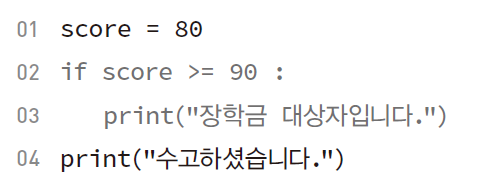 01 score = 80
02 if score >= 90 :
03    print("장학금 대상자입니다.")
04 print("수고하셨습니다.")